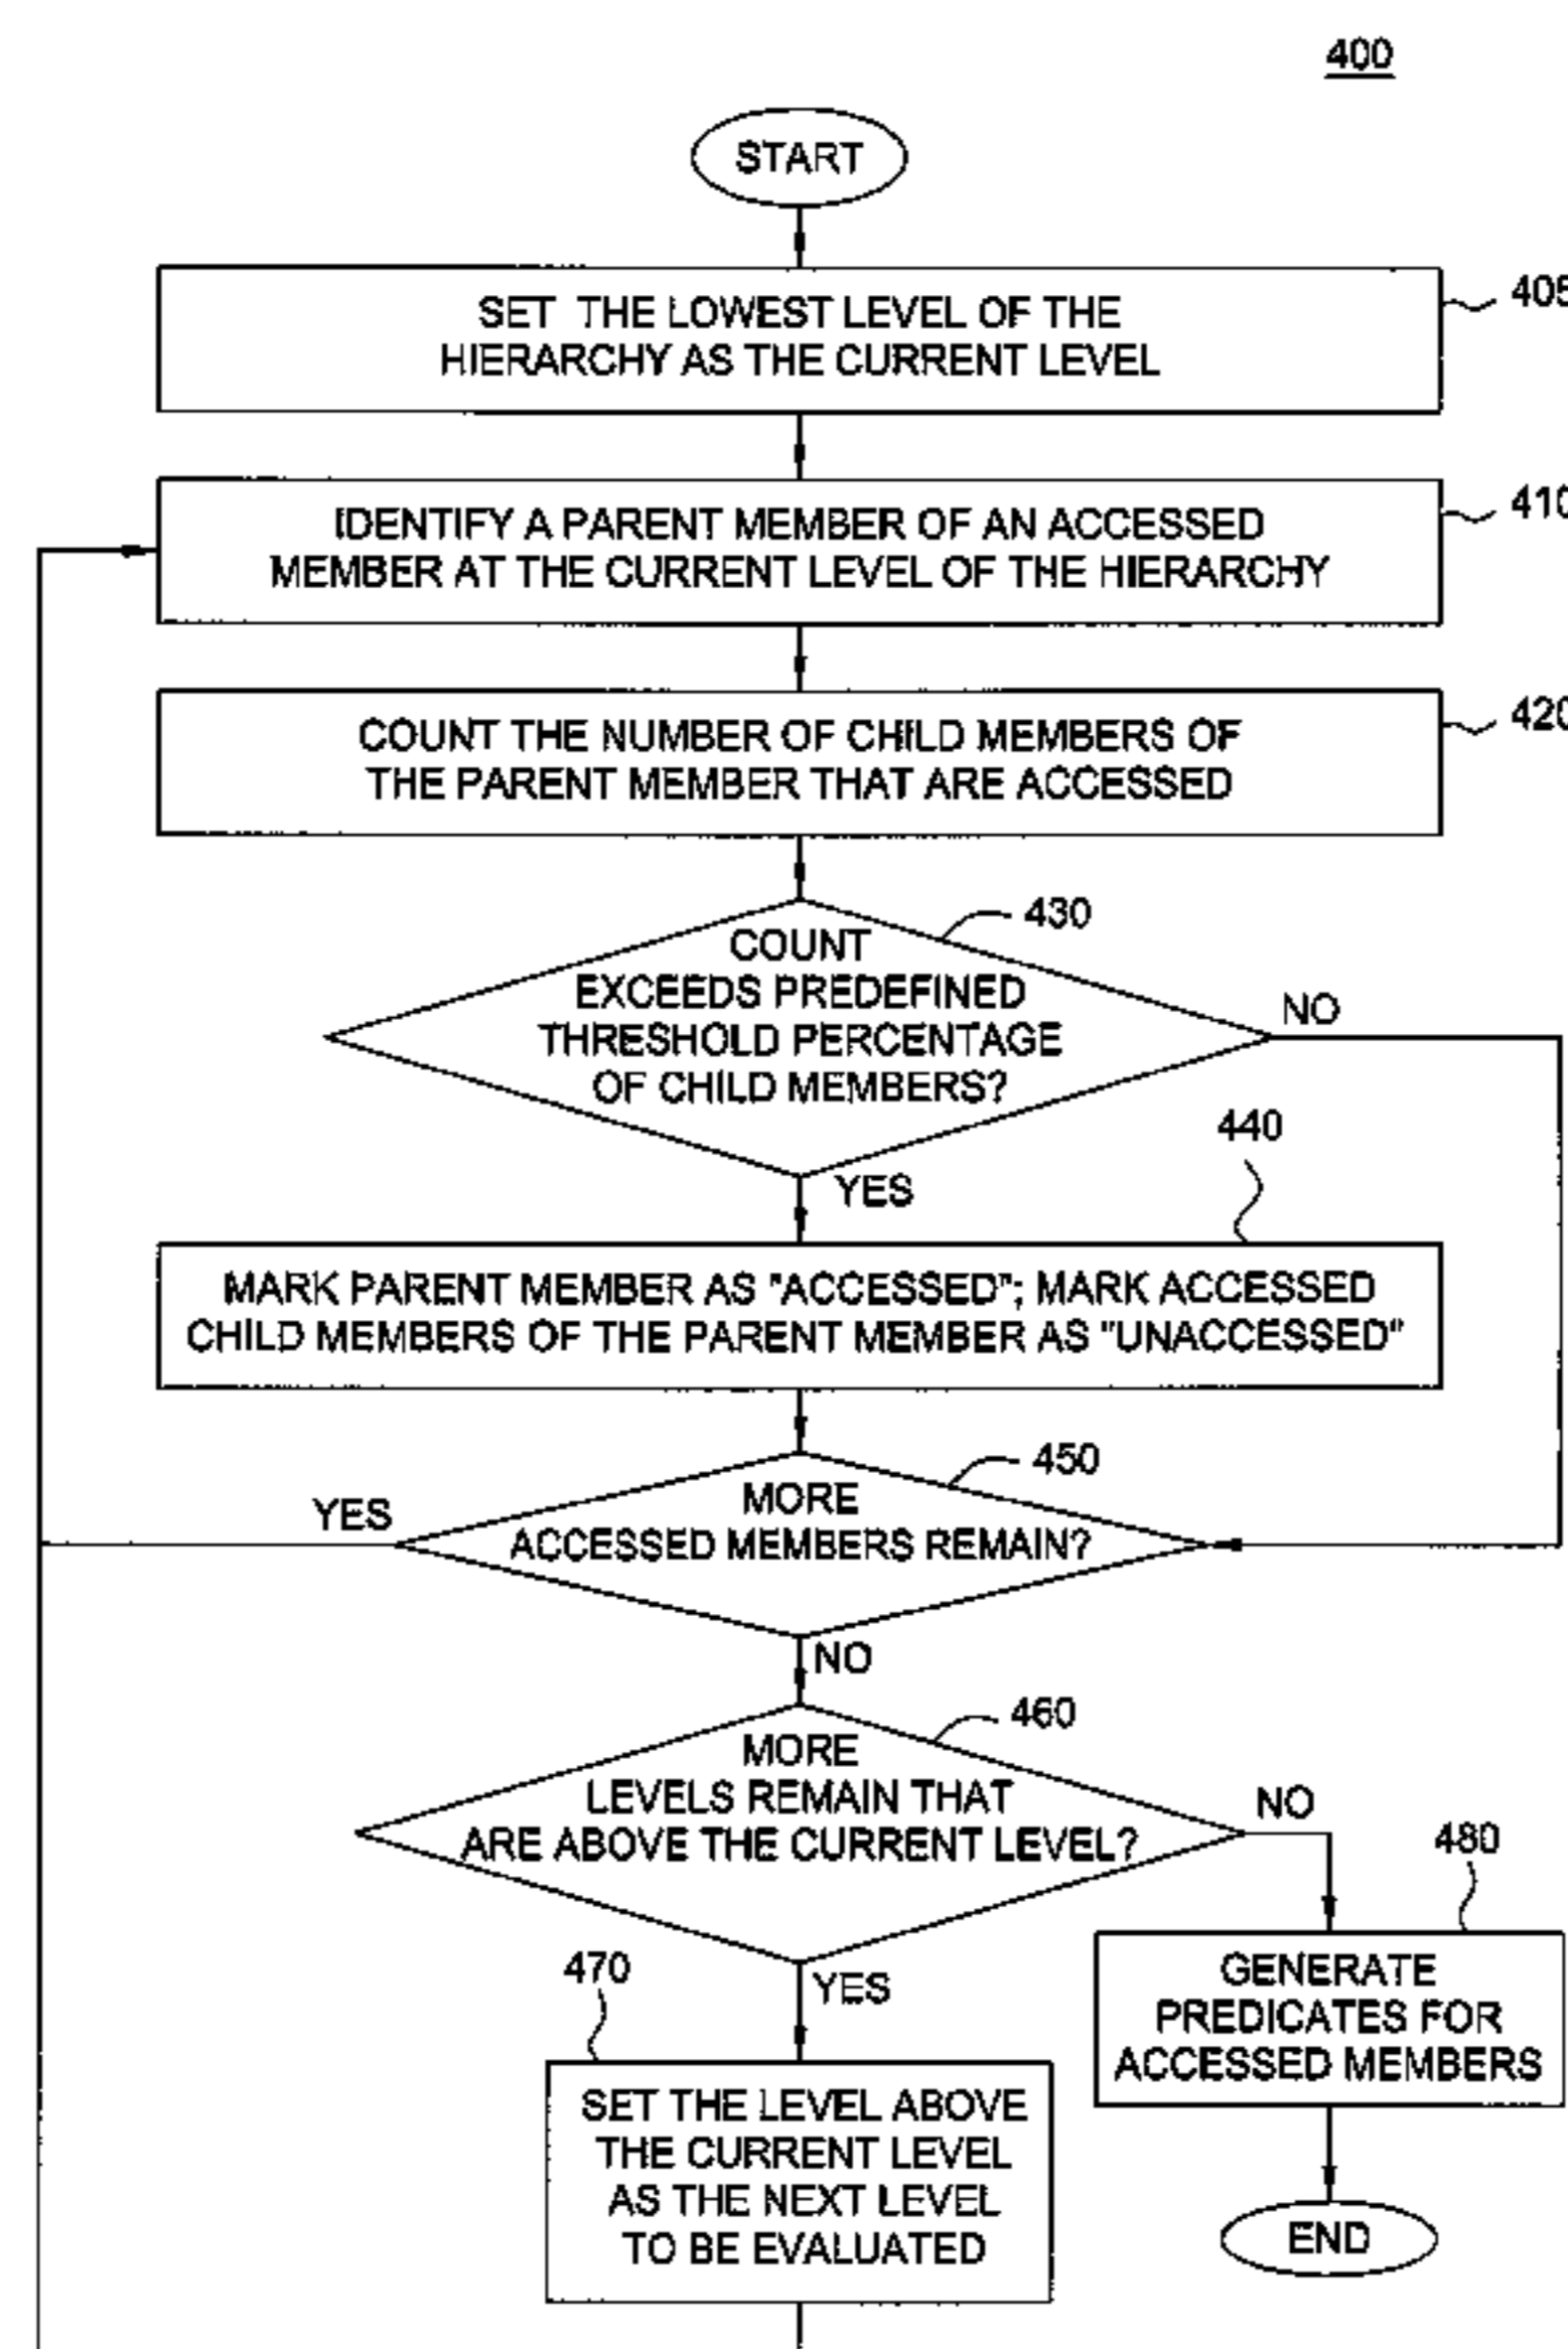 400
START
SET THE LOWEST LEVEL OF THE
HIERARCHY AS THE CURRENT LEVEL
405
IDENTIFY A PARENT MEMBER OF AN ACCESSED
MEMBER AT THE CURRENT LEVEL OF THE HIERARCHY
410
COUNT THE NUMBER OF CHILD MEMBERS OF
THE PARENT MEMBER THAT ARE ACCESSED
420
430
COUNT
EXCEEDS PREDEFINED
THRESHOLD PERCENTAGE
OF CHILD MEMBERS?
NO
YES
440
MARK PARENT MEMBER AS "ACCESSED"; MARK ACCESSED
CHILD MEMBERS OF THE PARENT MEMBER AS "UNACCESSED"
450
MORE
ACCESSED MEMBERS REMAIN?
YES
NO
460
MORE
LEVELS REMAIN THAT
ARE ABOVE THE CURRENT LEVEL?
NO
YES
470
SET THE LEVEL ABOVE
THE CURRENT LEVEL
AS THE NEXT LEVEL
TO BE EVALUATED
480
GENERATE
PREDICATES FOR
ACCESSED MEMBERS
END